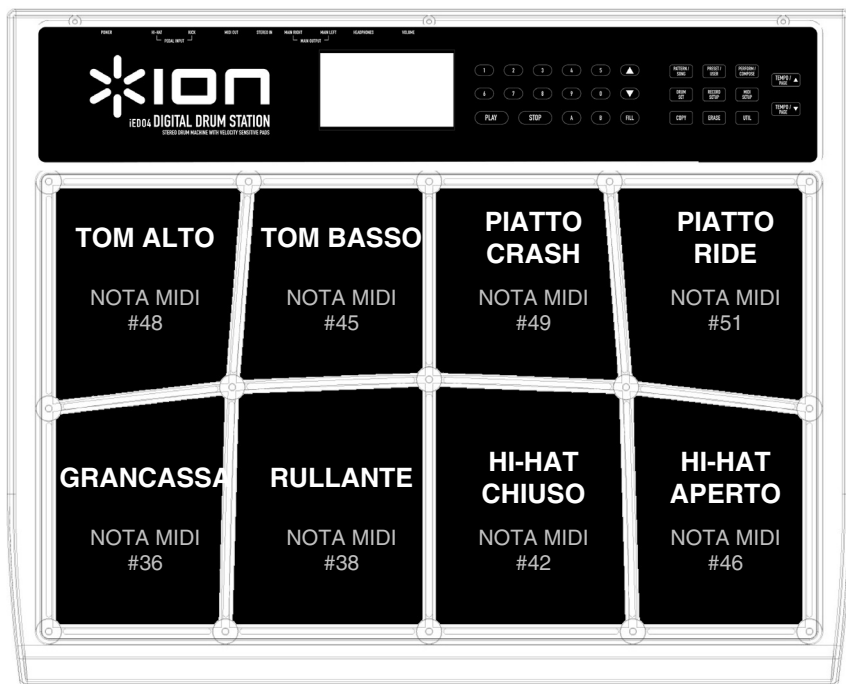 POWER
HI-HAT
KICK
PEDAL INPUT
MIDI OUT
STEREO IN
MAIN RIGHT
MAIN LEFT
MAIN OUTPUT
HEADPHONES
VOLUME
ION
iED04 DIGITAL DRUM STATION
STEREO DRUM MACHINE WITH VELOCITY SENSITIVE PADS
1 2 3 4 5
6 7 8 9 0
PLAY STOP A B FILL
PATTERN /
SONG
PRESET /
USER
PERFORM /
COMPOSE
TEMPO /
PAGE
DRUM
SET
RECORD
SETUP
MIDI
SETUP
TEMPO /
PAGE
COPY ERASE UTIL
TOM ALTO
NOTA MIDI
#48
TOM BASSO
NOTA MIDI
#45
PIATTO
CRASH
NOTA MIDI
#49
PIATTO
RIDE
NOTA MIDI
#51
GRANCASSA
NOTA MIDI
#36
RULLANTE
NOTA MIDI
#38
HI-HAT
CHIUSO
NOTA MIDI
#42
HI-HAT
APERTO
NOTA MIDI
#46